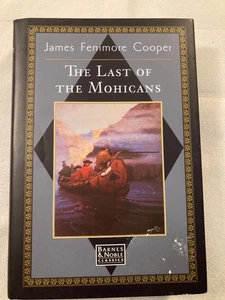 James Fenimore Cooper
THE LAST OF
THE MOHICANS
BARNES
& NOBLE
CLASSICS